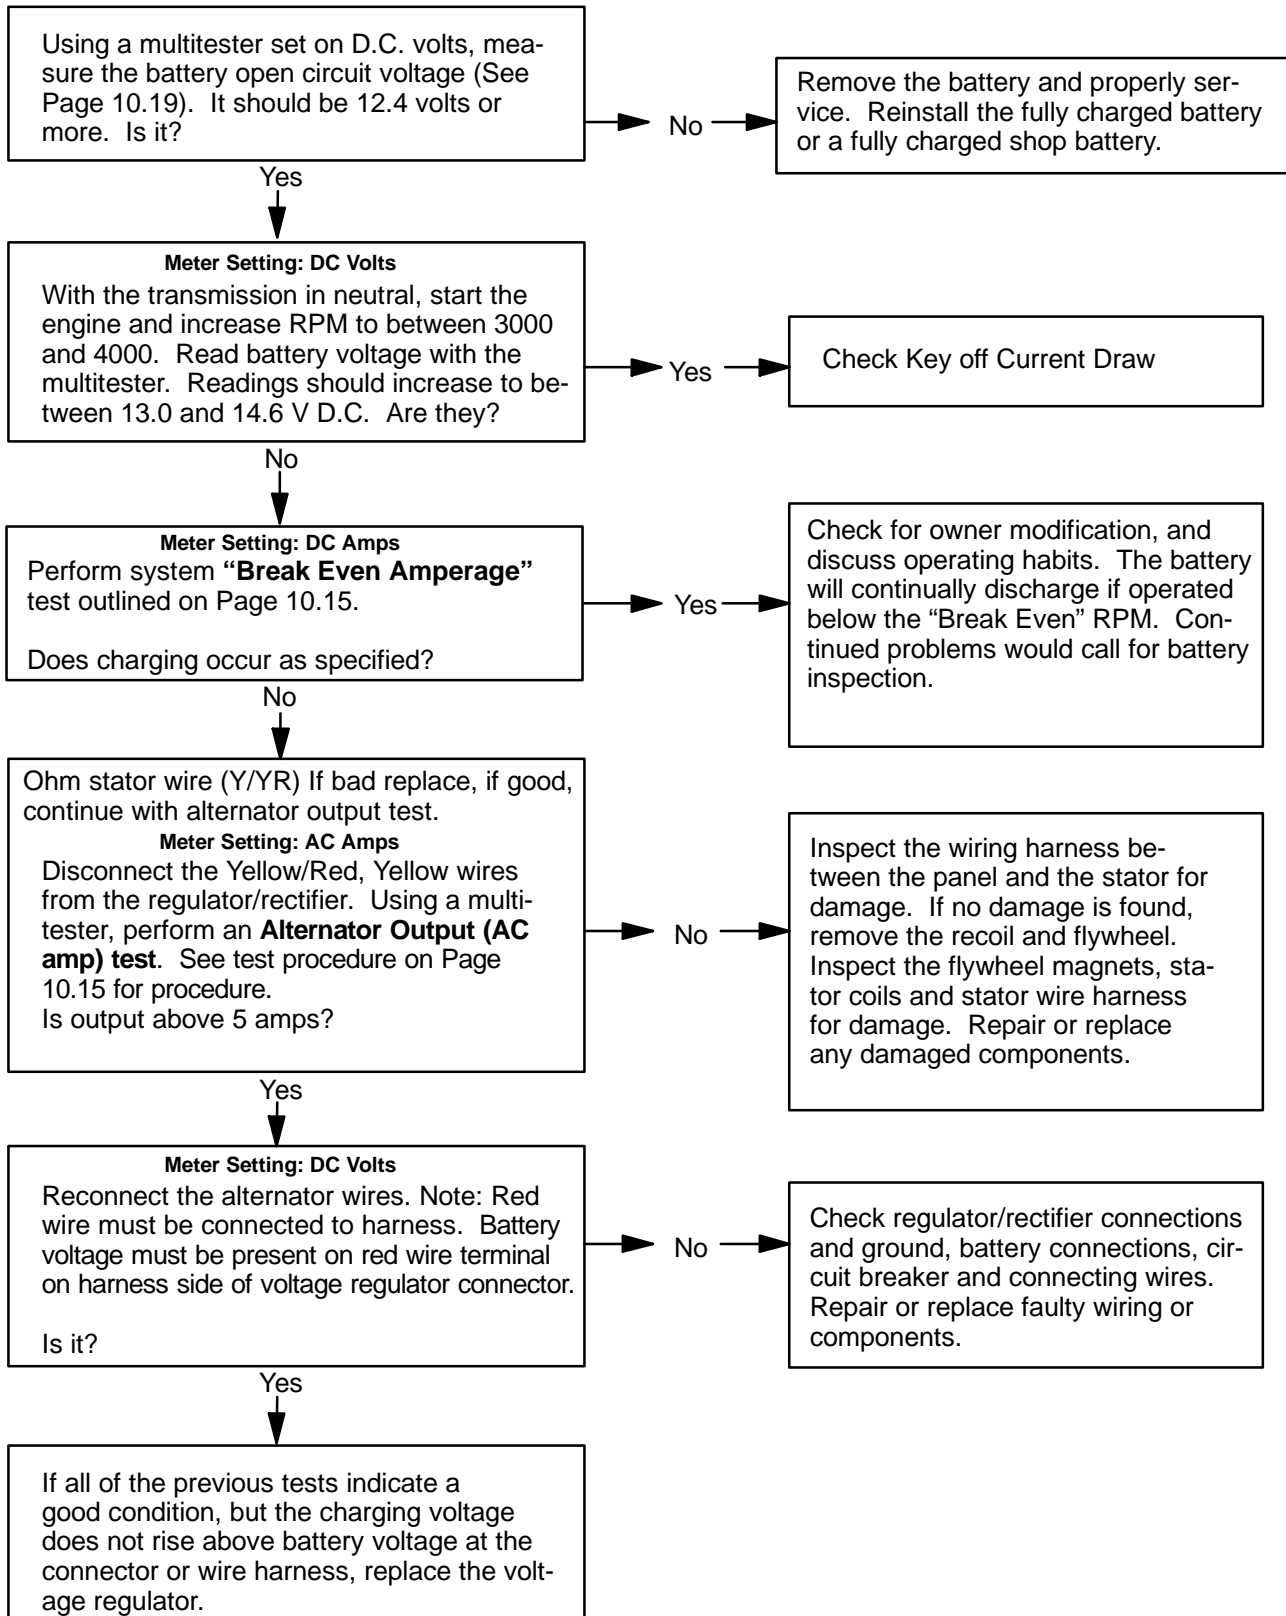 Using a multitester set on D.C. volts, mea-
sure the battery open circuit voltage (See
Page 10.19).  It should be 12.4 volts or
more.  Is it?
No
Remove the battery and properly ser-
vice.  Reinstall the fully charged battery
or a fully charged shop battery.
Yes
Meter Setting: DC Volts
With the transmission in neutral, start the
engine and increase RPM to between 3000
and 4000.  Read battery voltage with the
multitester.  Readings should increase to be-
tween 13.0 and 14.6 V D.C.  Are they?
Yes
Check Key off Current Draw
No
Meter Setting: DC Amps
Perform system “Break Even Amperage”
test outlined on Page 10.15.
Does charging occur as specified?
Yes
Check for owner modification, and
discuss operating habits.  The battery
will continually discharge if operated
below the “Break Even” RPM.  Con-
tinued problems would call for battery
inspection.
No
Ohm stator wire (Y/YR) If bad replace, if good,
continue with alternator output test.
Meter Setting: AC Amps
Disconnect the Yellow/Red, Yellow wires
from the regulator/rectifier.  Using a multi-
tester, perform an Alternator Output (AC
amp) test.  See test procedure on Page
10.15 for procedure.
Is output above 5 amps?
No
Inspect the wiring harness be-
tween the panel and the stator for
damage.  If no damage is found,
remove the recoil and flywheel.
Inspect the flywheel magnets, sta-
tor coils and stator wire harness
for damage.  Repair or replace
any damaged components.
Yes
Meter Setting: DC Volts
Reconnect the alternator wires. Note: Red
wire must be connected to harness.  Battery
voltage must be present on red wire terminal
on harness side of voltage regulator connector.
Is it?
No
Check regulator/rectifier connections
and ground, battery connections, cir-
cuit breaker and connecting wires.
Repair or replace faulty wiring or
components.
Yes
If all of the previous tests indicate a
good condition, but the charging voltage
does not rise above battery voltage at the
connector or wire harness, replace the volt-
age regulator.